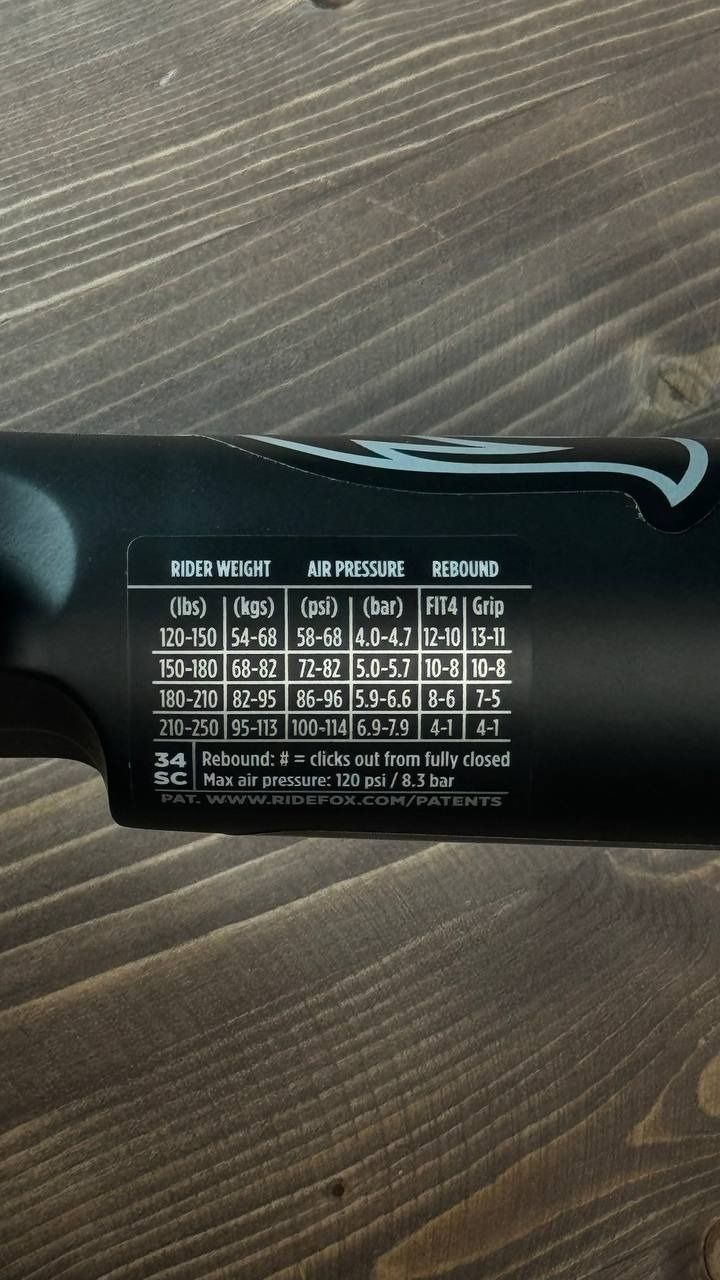 RIDER WEIGHT AIR PRESSURE REBOUND
(lbs) (kgs) (psi) (bar) FIT4 Grip
120-150 54-68 58-68 4.0-4.7 12-10 13-11
150-180 68-82 72-82 5.0-5.7 10-8 10-8
180-210 82-95 86-96 5.9-6.6 8-6 7-5
210-250 95-113 100-114 6.9-7.9 4-1 4-1
34 SC
Rebound: # = clicks out from fully closed
Max air pressure: 120 psi / 8.3 bar
PAT. WWW.RIDEFOX.COM/PATENTS